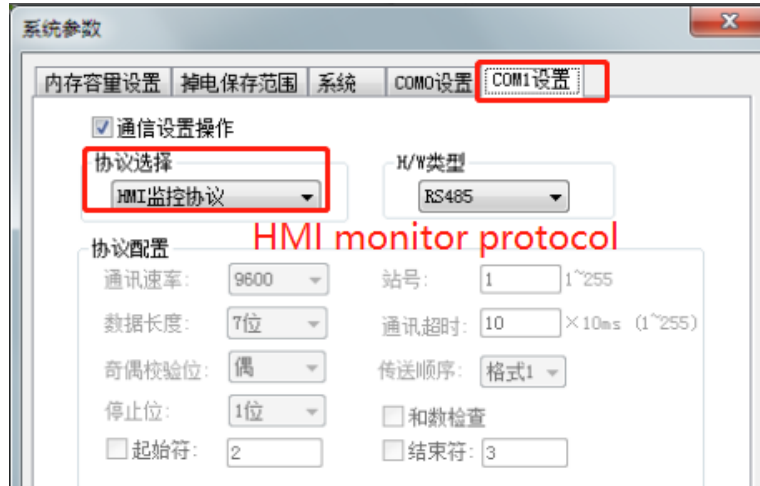 系统参数
内存容量设置 掉电保存范围 系统 COM0设置 COM1设置
通信设置操作
协议选择 H/W类型
HMI监控协议 RS485
HMI monitor protocol
协议配置
通讯速率: 9600 站号: 1 1~255
数据长度: 7位 通讯超时: 10 ×10ms (1~255)
奇偶校验位: 偶 传送顺序: 格式1
停止位: 1位 和数检查
起始符: 2 结束符: 3